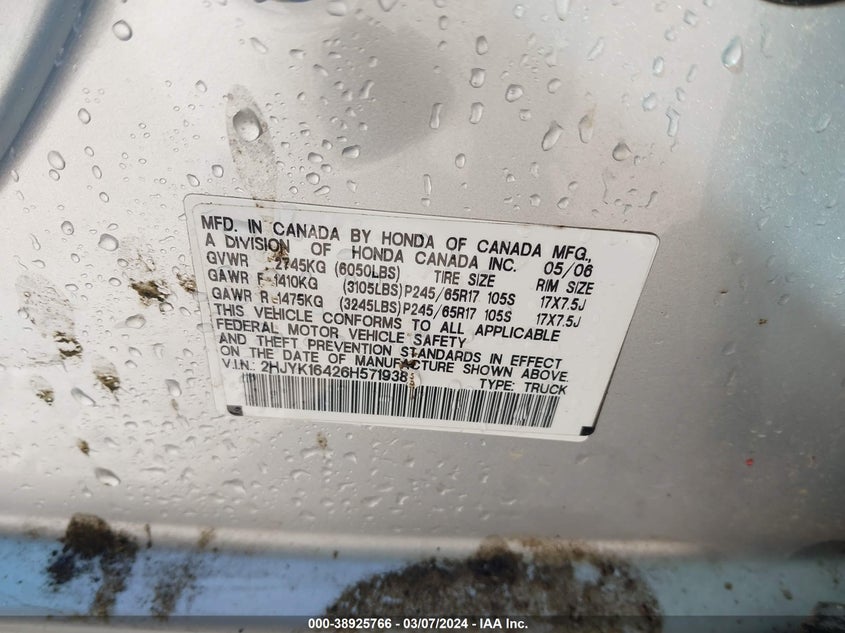 MFD. IN CANADA BY HONDA OF CANADA MFG.,
A DIVISION OF HONDA CANADA INC. 05/06
GVWR 2745KG (6050LBS) TIRE SIZE RIM SIZE
GAWR F 1410KG (3105LBS) P245/65R17 105S 17X7.5J
GAWR R 1475KG (3245LBS) P245/65R17 105S 17X7.5J
THIS VEHICLE CONFORMS TO ALL APPLICABLE
FEDERAL MOTOR VEHICLE SAFETY
AND THEFT PREVENTION STANDARDS IN EFFECT
ON THE DATE OF MANUFACTURE SHOWN ABOVE.
V.I.N.: 2HJYK16426H571938 TYPE: TRUCK
000-38925766 - 03/07/2024 - IAA Inc.